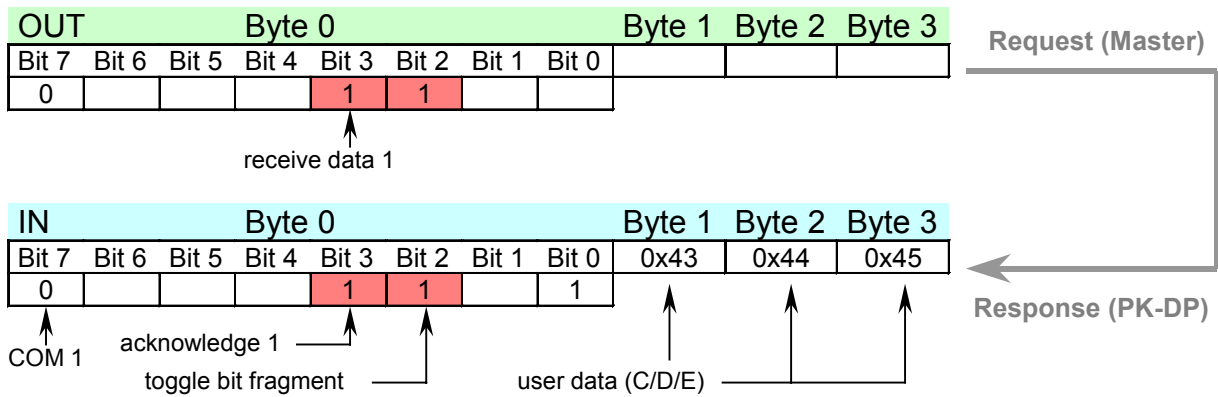 OUT Byte 0 Byte 1 Byte 2 Byte 3
Request (Master)
Bit 7 Bit 6 Bit 5 Bit 4 Bit 3 Bit 2 Bit 1 Bit 0
0 1 1
receive data 1
IN Byte 0 Byte 1 Byte 2 Byte 3
Bit 7 Bit 6 Bit 5 Bit 4 Bit 3 Bit 2 Bit 1 Bit 0 0x43 0x44 0x45
0 1 1 1
Response (PK-DP)
acknowledge 1
COM 1
toggle bit fragment
user data (C/D/E)